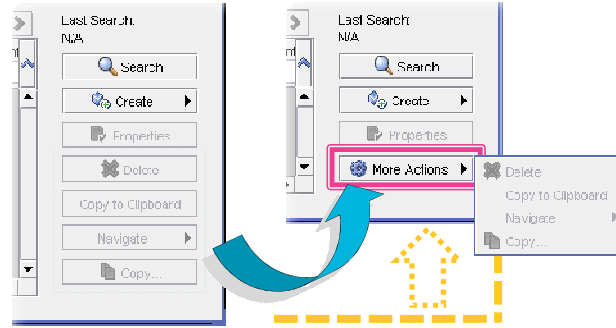 Last Search:
N/A
Search
Create
Properties
Delete
Copy to Clipboard
Navigate
Copy...
Last Search:
N/A
Search
Create
Properties
More Actions
Delete
Copy to Clipboard
Navigate
Copy...